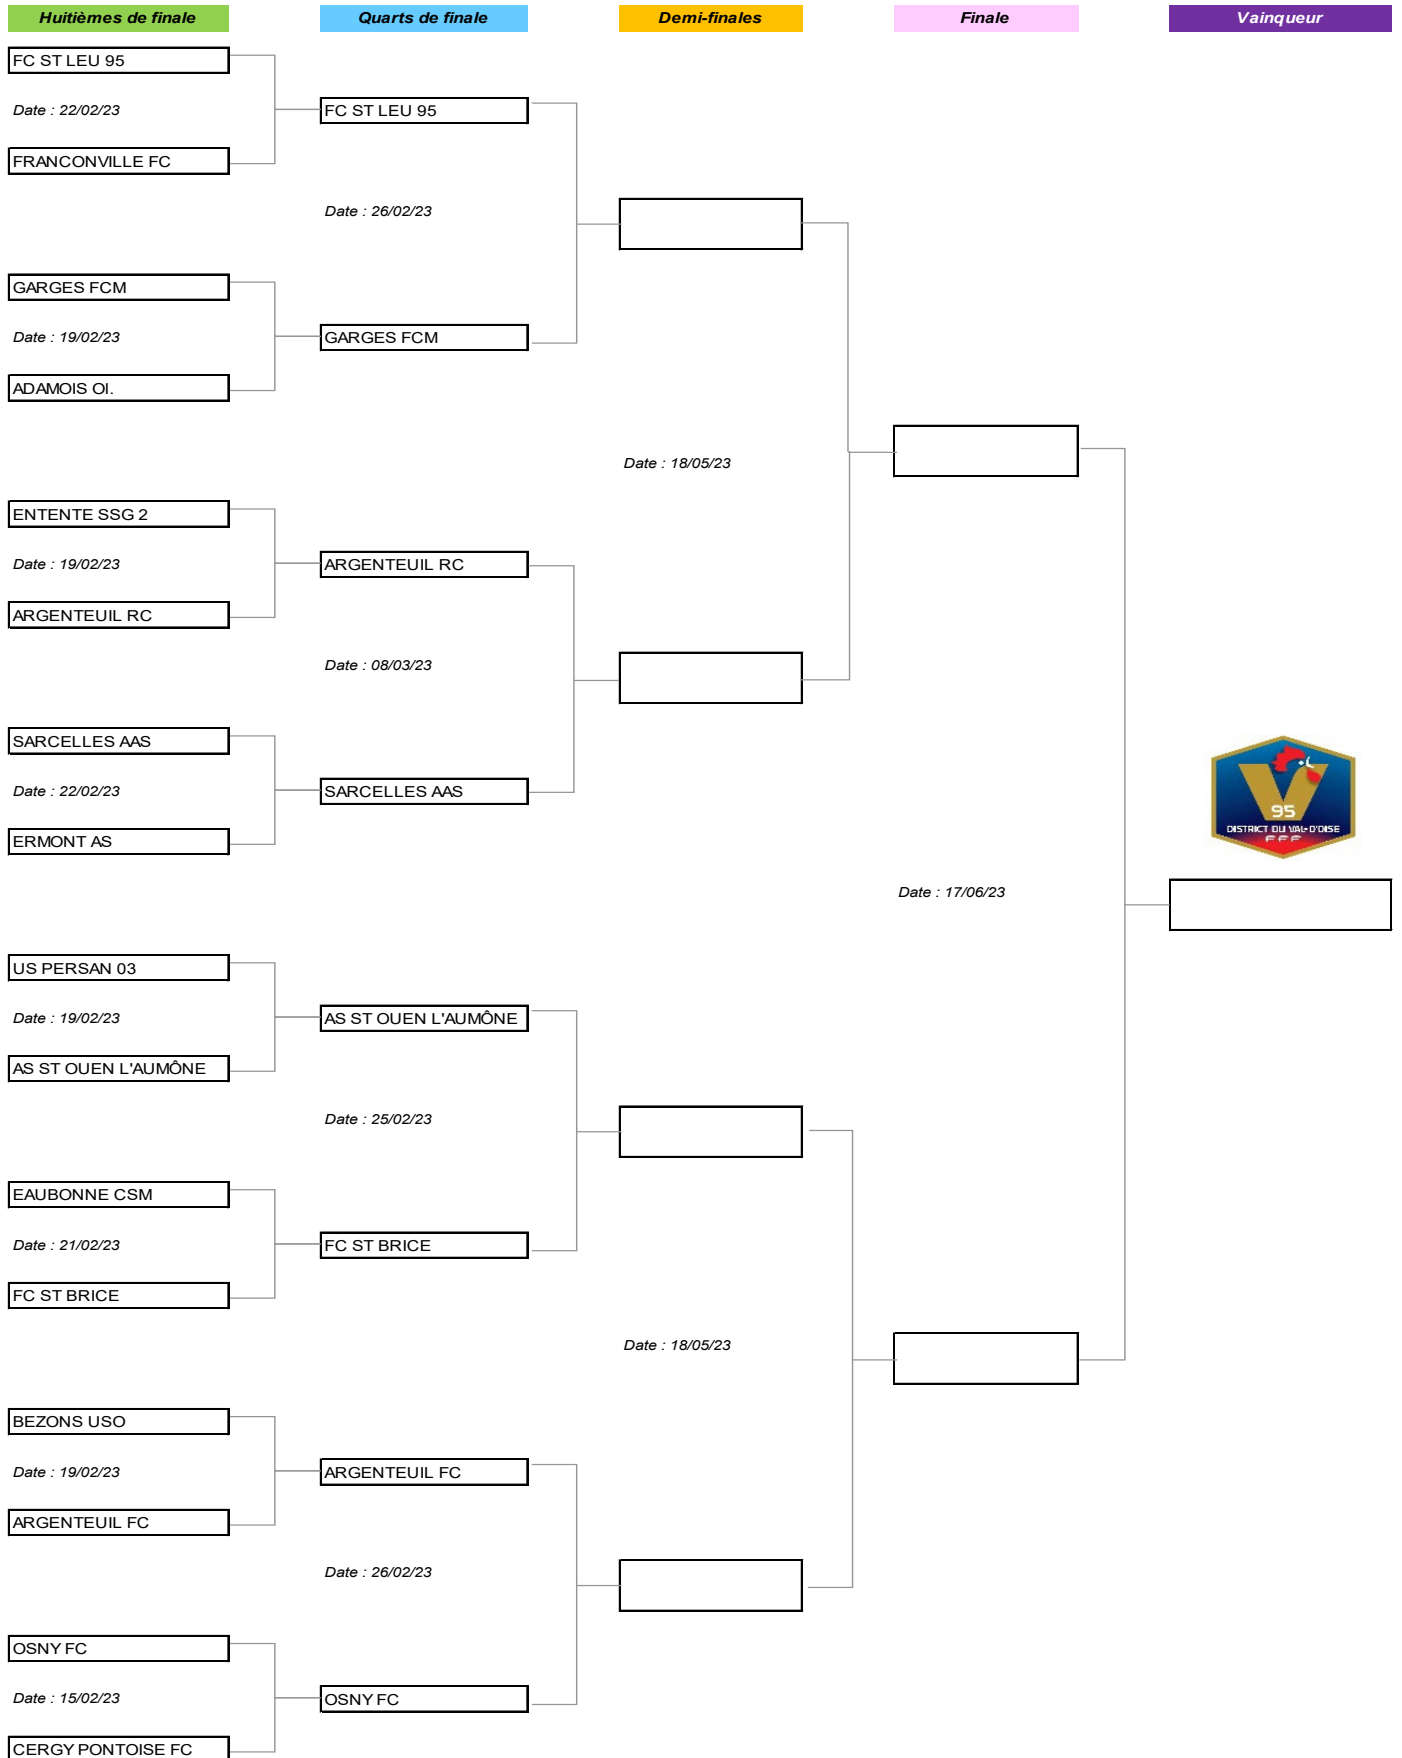 Huitièmes de finale
Quarts de finale
Demi-finales
Finale
Vainqueur
FC ST LEU 95
Date : 22/02/23
FC ST LEU 95
FRANCONVILLE FC
Date : 26/02/23
GARGES FCM
Date : 19/02/23
GARGES FCM
ADAMOIS Ol.
Date : 18/05/23
ENTENTE SSG 2
Date : 19/02/23
ARGENTEUIL RC
ARGENTEUIL RC
Date : 08/03/23
SARCELLES AAS
Date : 22/02/23
SARCELLES AAS
ERMONT AS
95
DISTRICT DU VAL-D'OISE
FFF
Date : 17/06/23
US PERSAN 03
Date : 19/02/23
AS ST OUEN L'AUMÔNE
AS ST OUEN L'AUMÔNE
Date : 25/02/23
EAUBONNE CSM
Date : 21/02/23
FC ST BRICE
FC ST BRICE
Date : 18/05/23
BEZONS USO
Date : 19/02/23
ARGENTEUIL FC
ARGENTEUIL FC
Date : 26/02/23
OSNY FC
Date : 15/02/23
OSNY FC
CERGY PONTOISE FC